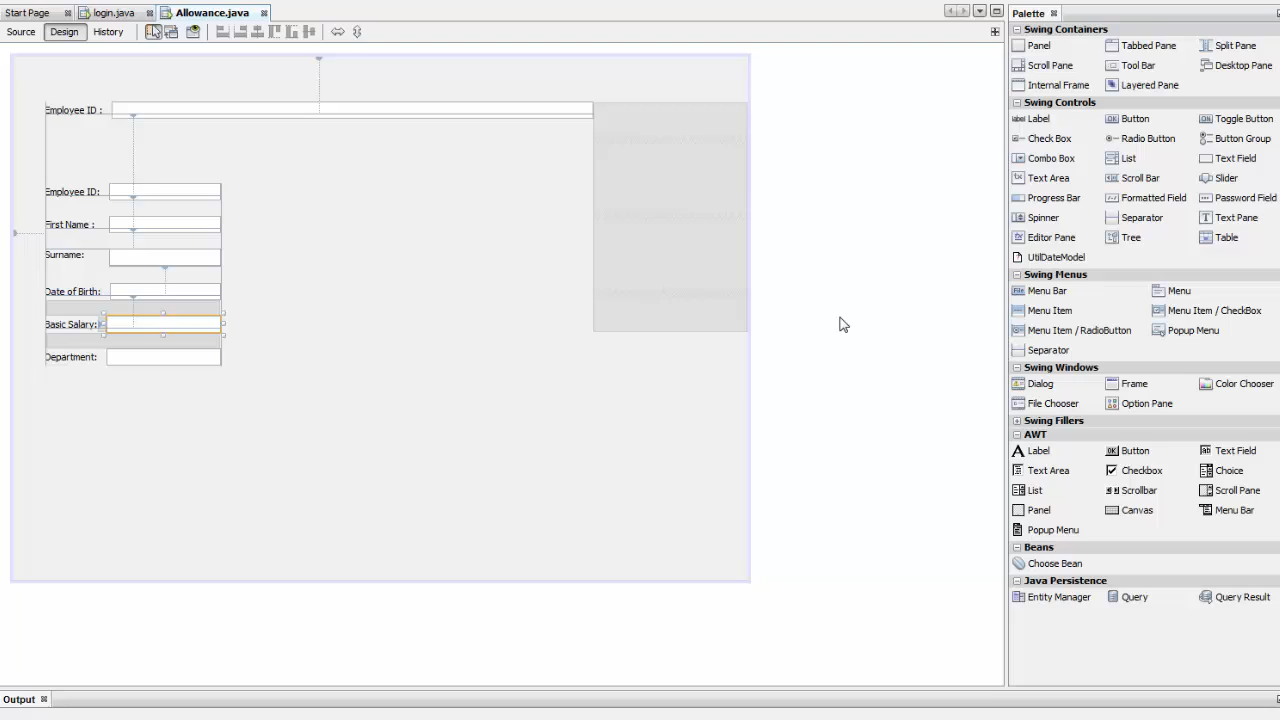 Start Page login.java Allowance.java
Source Design History
Employee ID :
Employee ID:
First Name :
Surname:
Date of Birth:
Basic Salary:
Department:
Palette
Swing Containers
Panel Tabbed Pane Split Pane
Scroll Pane Tool Bar Desktop Pane
Internal Frame Layered Pane
Swing Controls
label Label OK Button ON Toggle Button
Check Box Radio Button Button Group
Combo Box List Text Field
Text Area Scroll Bar Slider
Progress Bar Formatted Field Password Field
Spinner Separator Text Pane
Editor Pane Tree Table
UtilDateModel
Swing Menus
Menu Bar Menu
Menu Item Menu Item / CheckBox
Menu Item / RadioButton Popup Menu
Separator
Swing Windows
Dialog Frame Color Chooser
File Chooser Option Pane
Swing Fillers
AWT
Label Button Text Field
Text Area Checkbox Choice
List Scrollbar Scroll Pane
Panel Canvas Menu Bar
Popup Menu
Beans
Choose Bean
Java Persistence
Entity Manager Query Query Result
Output